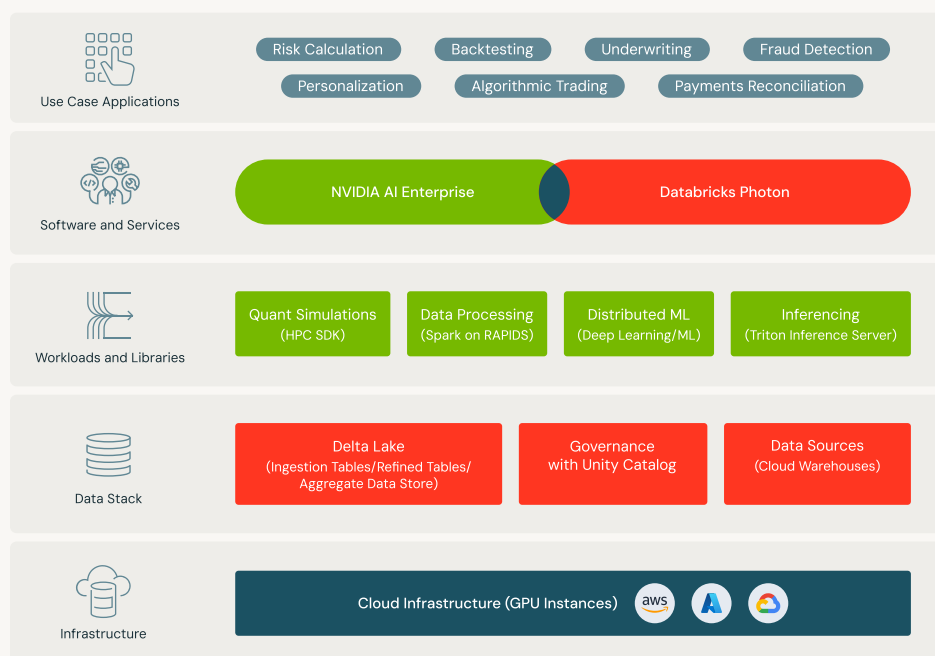 Risk Calculation
Backtesting
Underwriting
Fraud Detection
Personalization
Algorithmic Trading
Payments Reconciliation
Use Case Applications
NVIDIA AI Enterprise
Databricks Photon
Software and Services
Quant Simulations
(HPC SDK)
Data Processing
(Spark on RAPIDS)
Distributed ML
(Deep Learning/ML)
Inferencing
(Triton Inference Server)
Workloads and Libraries
Delta Lake
(Ingestion Tables/Refined Tables/
Aggregate Data Store)
Governance
with Unity Catalog
Data Sources
(Cloud Warehouses)
Data Stack
Cloud Infrastructure (GPU Instances)
aws
Infrastructure